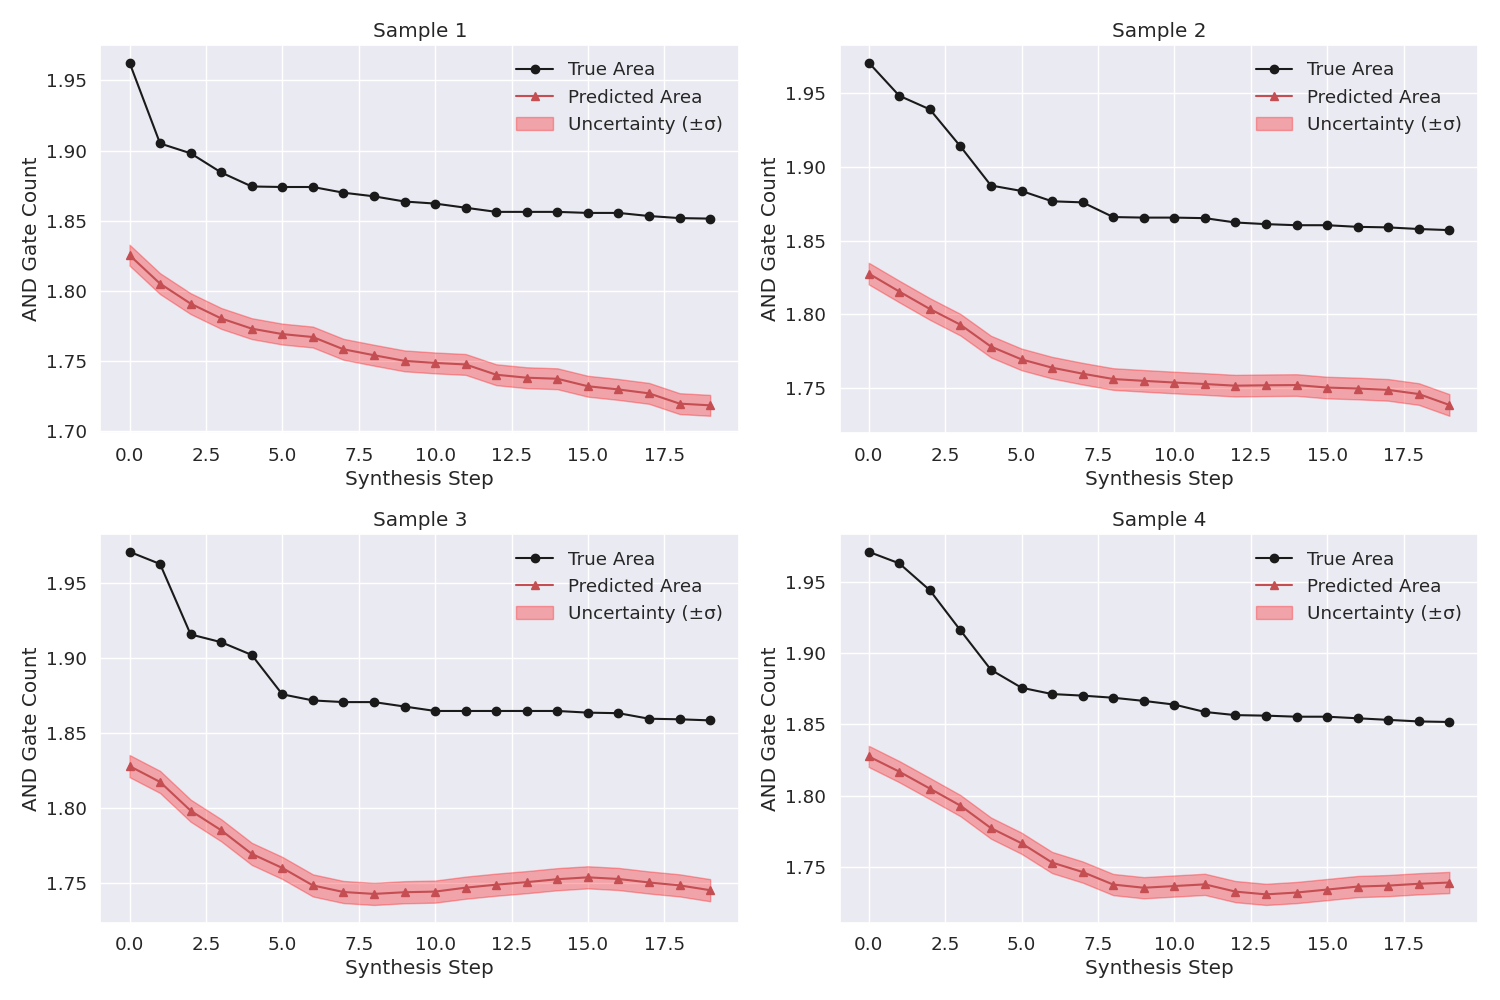 Sample 1
AND Gate Count
1.95
1.90
1.85
1.80
1.75
1.70
True Area
Predicted Area
Uncertainty (±σ)
0.0 2.5 5.0 7.5 10.0 12.5 15.0 17.5
Synthesis Step
Sample 2
AND Gate Count
1.95
1.90
1.85
1.80
1.75
True Area
Predicted Area
Uncertainty (±σ)
0.0 2.5 5.0 7.5 10.0 12.5 15.0 17.5
Synthesis Step
Sample 3
AND Gate Count
1.95
1.90
1.85
1.80
1.75
True Area
Predicted Area
Uncertainty (±σ)
0.0 2.5 5.0 7.5 10.0 12.5 15.0 17.5
Synthesis Step
Sample 4
AND Gate Count
1.95
1.90
1.85
1.80
1.75
True Area
Predicted Area
Uncertainty (±σ)
0.0 2.5 5.0 7.5 10.0 12.5 15.0 17.5
Synthesis Step